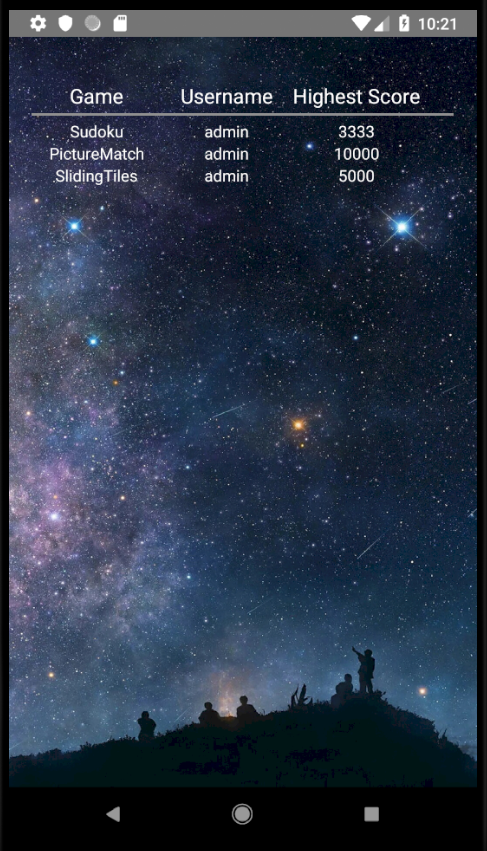 10:21
Game Username Highest Score
Sudoku admin 3333
PictureMatch admin 10000
SlidingTiles admin 5000